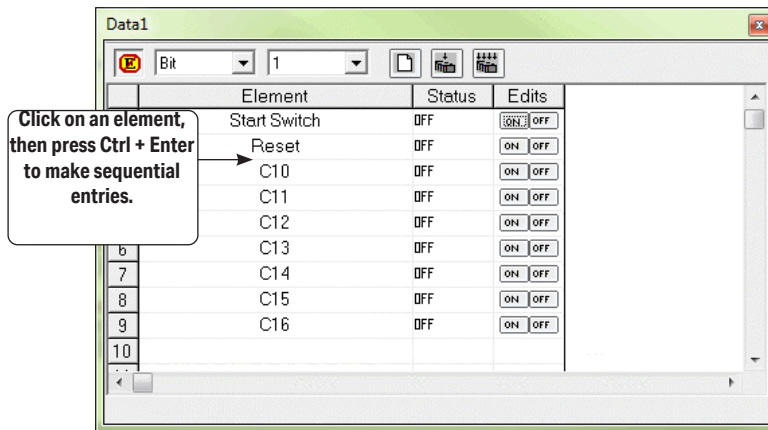 Data1
E Bit 1
Element Status Edits
Click on an element,
then press Ctrl + Enter
to make sequential
entries.
Start Switch OFF ON OFF
Reset OFF ON OFF
C10 OFF ON OFF
C11 OFF ON OFF
C12 OFF ON OFF
6 C13 OFF ON OFF
7 C14 OFF ON OFF
8 C15 OFF ON OFF
9 C16 OFF ON OFF
10